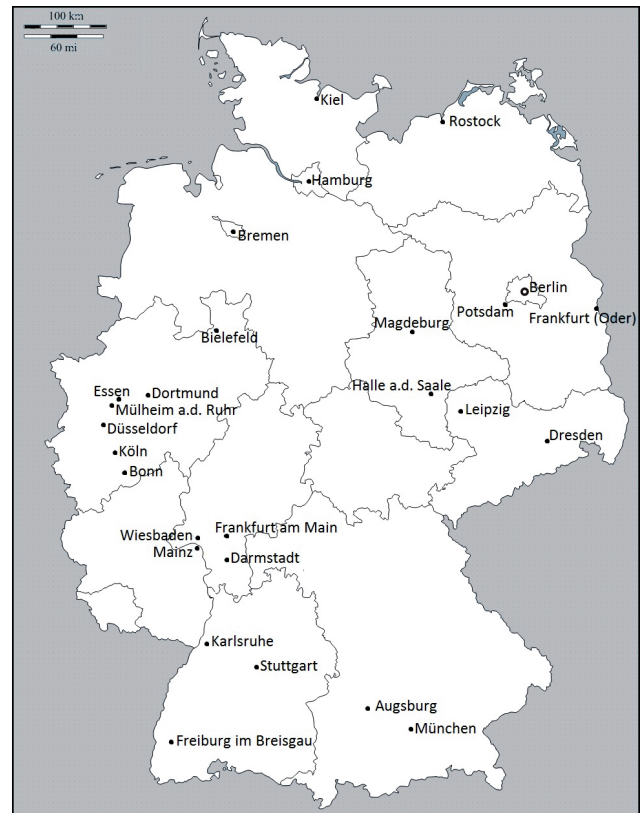 100 km
60 mi
Kiel
Rostock
Hamburg
Bremen
Berlin
Potsdam
Frankfurt (Oder)
Magdeburg
Bielefeld
Halle a.d. Saale
Essen
Dortmund
Mülheim a.d. Ruhr
Leipzig
Düsseldorf
Dresden
Köln
Bonn
Frankfurt am Main
Wiesbaden
Mainz
Darmstadt
Karlsruhe
Stuttgart
Augsburg
München
Freiburg im Breisgau